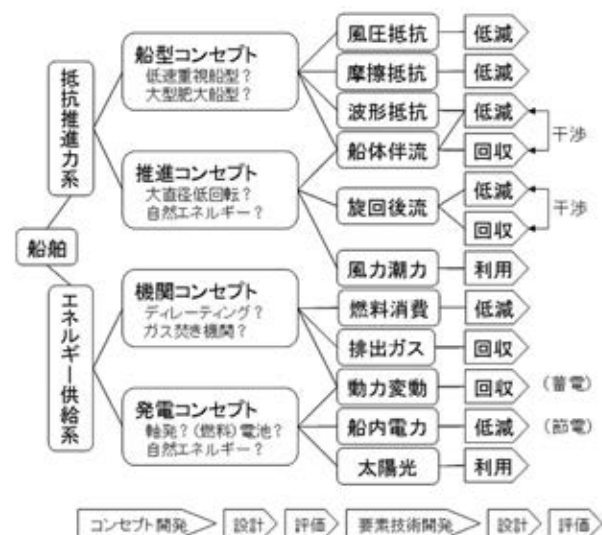 船舶
抵抗推進力系
エネルギー供給系
船型コンセプト
低速重視船型？
大型肥大船型？
推進コンセプト
大直径低回転？
自然エネルギー？
機関コンセプト
ディレーティング？
ガス焚き機関？
発電コンセプト
軸発？(燃料)電池？
自然エネルギー？
風圧抵抗 低減
摩擦抵抗 低減
波形抵抗 低減
干渉
船体伴流 回収
低減
旋回後流 干渉
回収
風力潮力 利用
燃料消費 低減
排出ガス 回収
動力変動 回収 (蓄電)
船内電力 低減 (節電)
太陽光 利用
コンセプト開発 設計 評価 要素技術開発 設計 評価